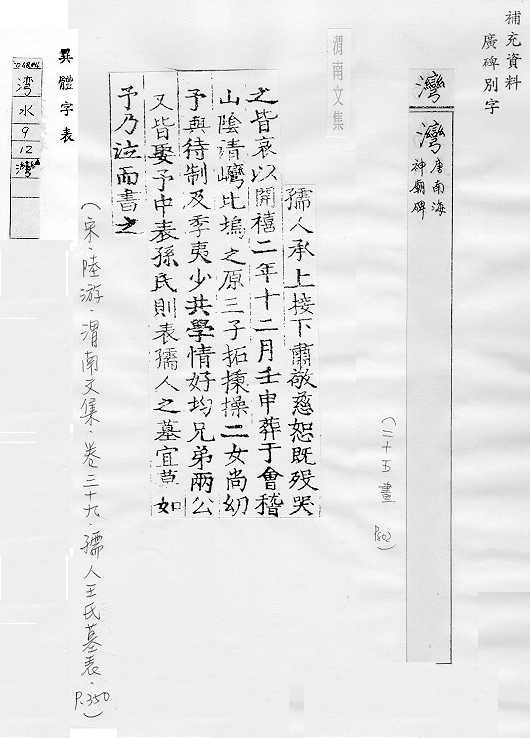 補充資料
廣碑別字
灣
灣唐南海神廟碑
(二十五畫 P502)
渭南文集
孺人承上接下肅敬慈恕既歿哭
之皆哀以開禧二年十二月壬申葬于會稽
山陰清灣比塢之原三子拓㨿操二女尚幼
予與待制及季夷少共學情好均兄弟兩公
又皆娶予中表孫氏則表孺人之墓宜莫如
予乃泣而書之
異體字表
湾
水
9
12
灣
(宋.陸游.渭南文集.卷三十九.孺人王氏墓表.P.350)